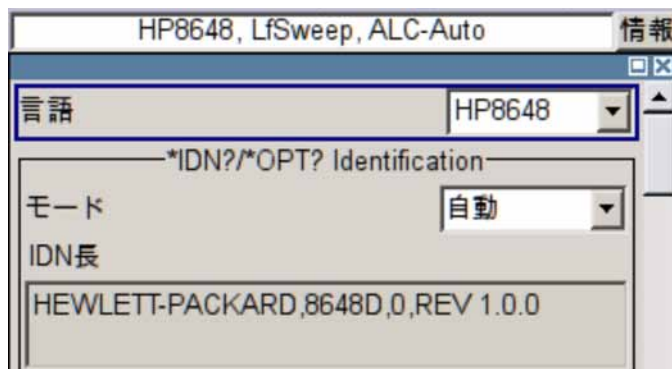 HP8648, LfSweep, ALC-Auto 情報
言語 HP8648
*IDN?/*OPT? Identification
モード 自動
IDN長
HEWLETT-PACKARD,8648D,0,REV 1.0.0